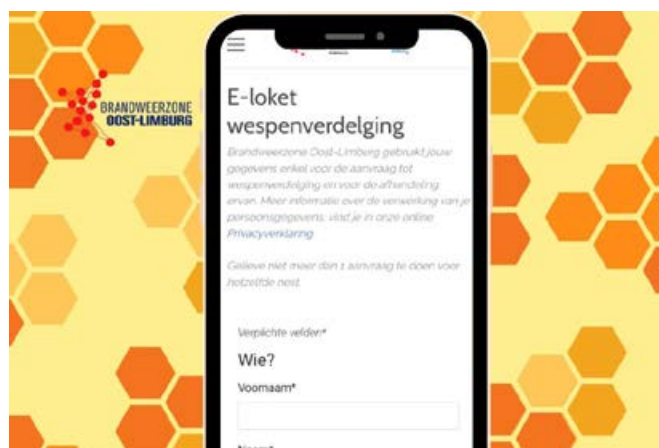 BRANDWEERZONE
OOST-LIMBURG
E-loket
wespenverdelging
Brandweerzone Oost-Limburg gebruikt jouw
gegevens enkel voor de aanvraag tot
wespenverdelging en voor de afhandeling
ervan. Meer informatie over de verwerking van je
persoonsgegevens, vind je in onze online
Privacyverklaring
Gelieve niet meer dan 1 aanvraag te doen voor
hetzelfde nest.
Verplichte velden*
Wie?
Voornaam*